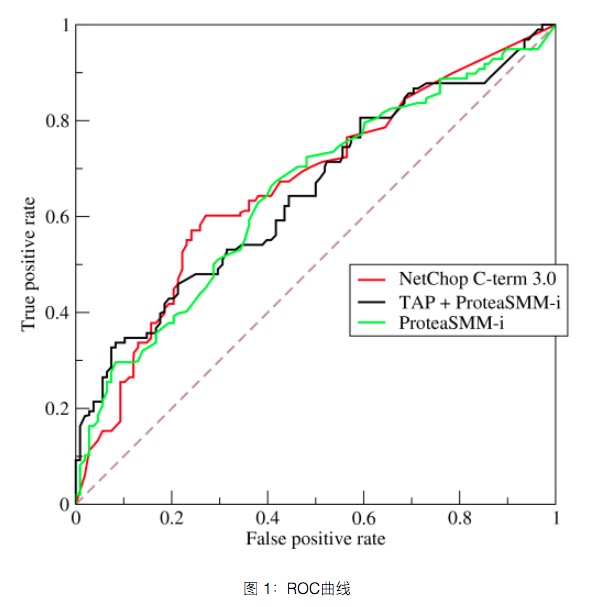 1
0.8
0.6
0.4
0.2
0
True positive rate
NetChop C-term 3.0
TAP + ProteaSMM-i
ProteaSMM-i
0
0.2
0.4
0.6
0.8
1
False positive rate
图 1：ROC曲线